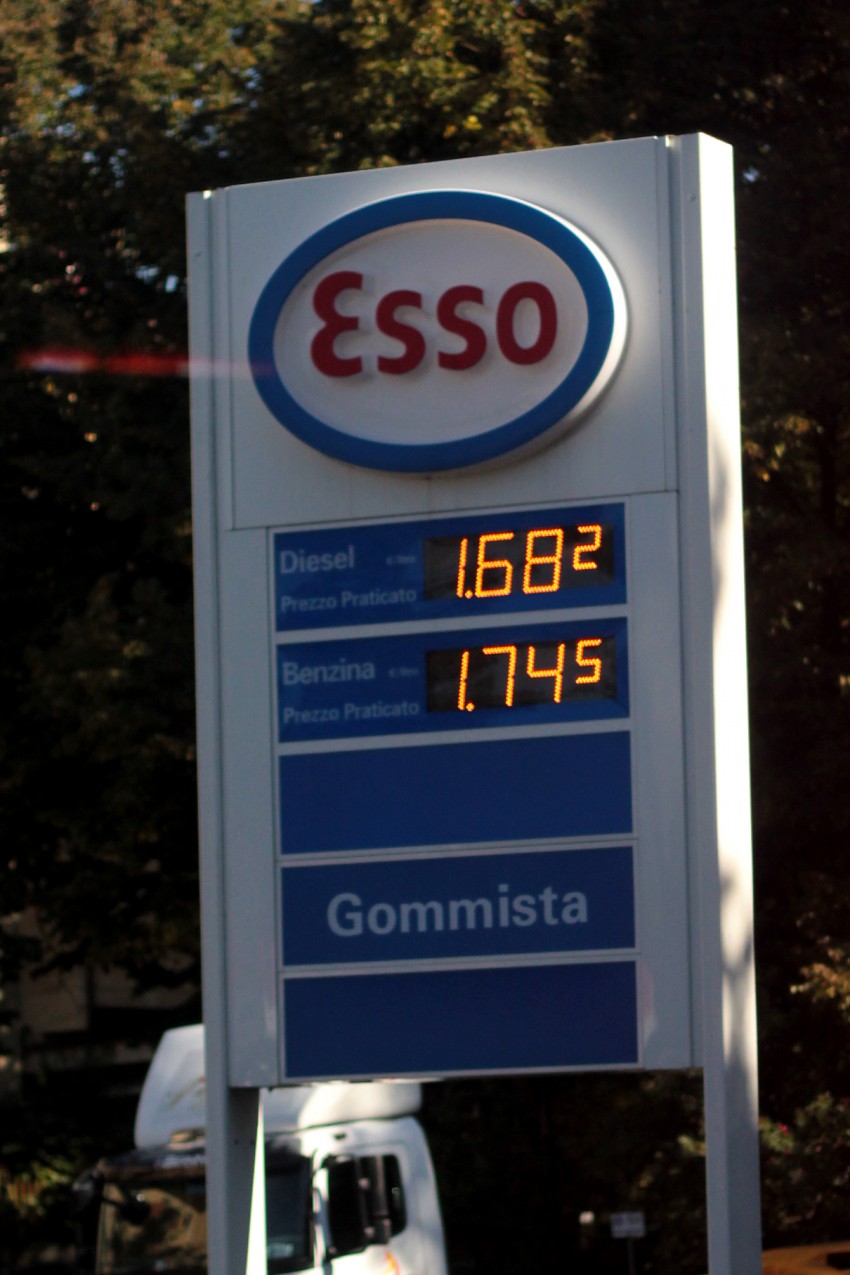 Esso
Diesel 1.682
Prezzo Praticato
Benzina 1.745
Prezzo Praticato
Gommista